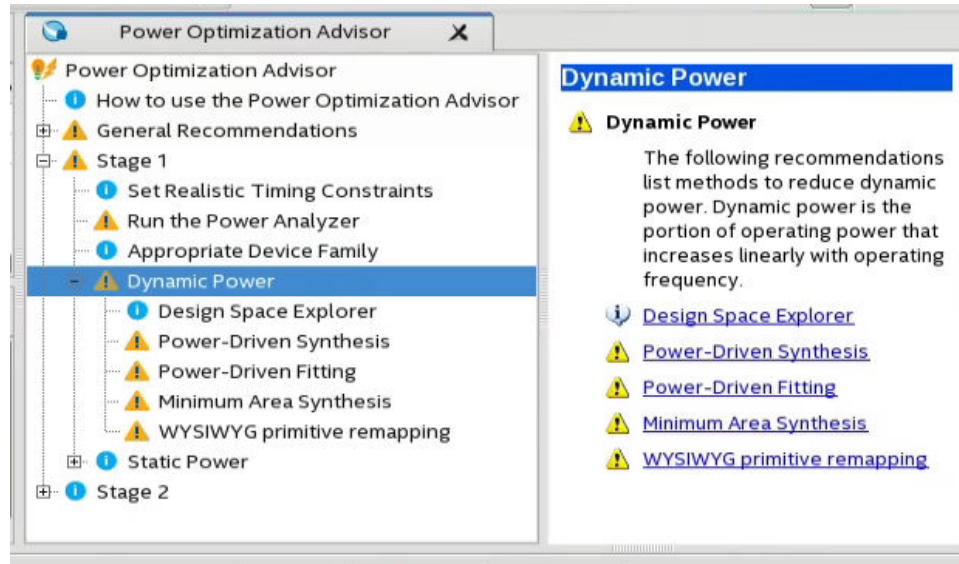 Power Optimization Advisor
Power Optimization Advisor
How to use the Power Optimization Advisor
General Recommendations
Stage 1
Set Realistic Timing Constraints
Run the Power Analyzer
Appropriate Device Family
Dynamic Power
Design Space Explorer
Power-Driven Synthesis
Power-Driven Fitting
Minimum Area Synthesis
WYSIWYG primitive remapping
Static Power
Stage 2
Dynamic Power
Dynamic Power
The following recommendations
list methods to reduce dynamic
power. Dynamic power is the
portion of operating power that
increases linearly with operating
frequency.
Design Space Explorer
Power-Driven Synthesis
Power-Driven Fitting
Minimum Area Synthesis
WYSIWYG primitive remapping